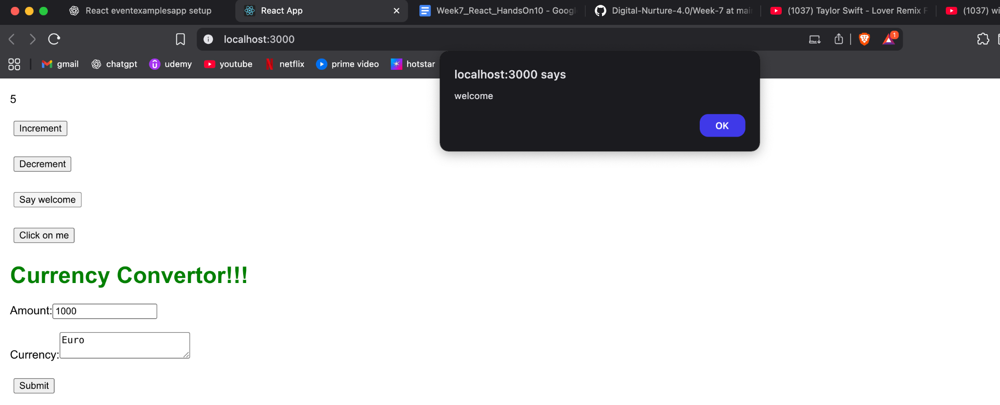 React eventexamplesapp setup
React App
Week7_React_HandsOn10 - Googl
Digital-Nurture-4.0/Week-7 at mai
(1037) Taylor Swift - Lover Remix F
(1037) wi
localhost:3000
1
gmail
chatgpt
udemy
youtube
netflix
prime video
hotstar
localhost:3000 says
welcome
OK
5
Increment
Decrement
Say welcome
Click on me
Currency Convertor!!!
Amount: 1000
Currency: Euro
Submit